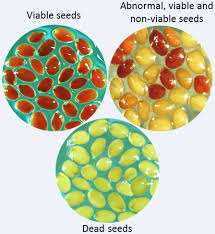 Viable seeds
Abnormal, viable and
non-viable seeds
Dead seeds